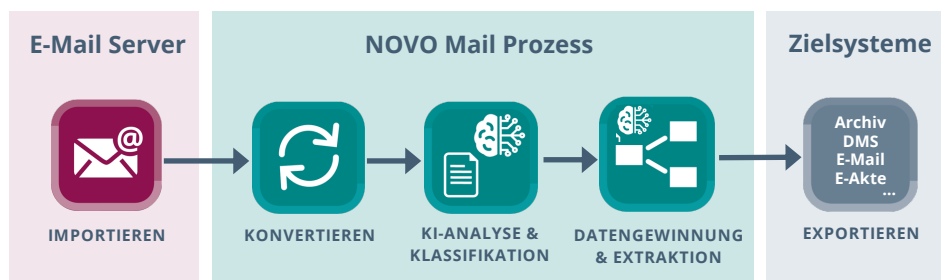 E-Mail Server
NOVO Mail Prozess
Zielsysteme
@
Archiv
DMS
E-Mail
E-Akte
...
IMPORTIEREN
KONVERTIEREN
KI-ANALYSE &
KLASSIFIKATION
DATENGEWINNUNG
& EXTRAKTION
EXPORTIEREN